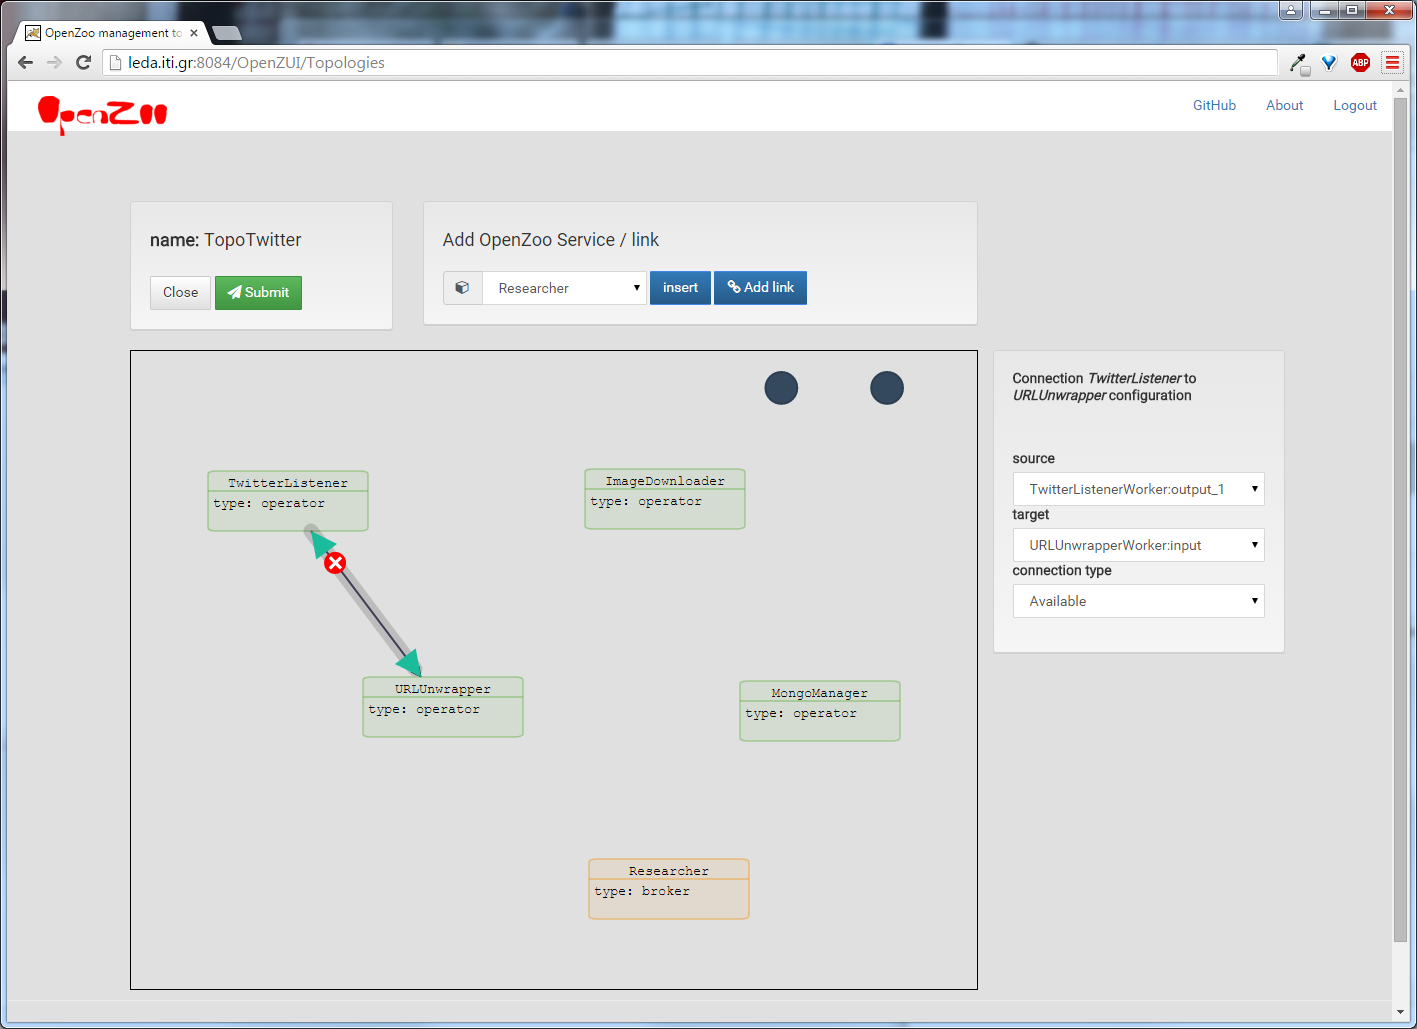 OpenZoo management to
leda.iti.gr:8084/OpenZUI/Topologies
ABP
OpenZoo
GitHub About Logout
name: TopoTwitter
Close Submit
Add OpenZoo Service / link
Researcher insert Add link
Connection TwitterListener to
URLUnwrapper configuration
source
TwitterListenerWorker:output_1
target
URLUnwrapperWorker:input
connection type
Available
TwitterListener
type: operator
ImageDownloader
type: operator
URLUnwrapper
type: operator
MongoManager
type: operator
Researcher
type: broker